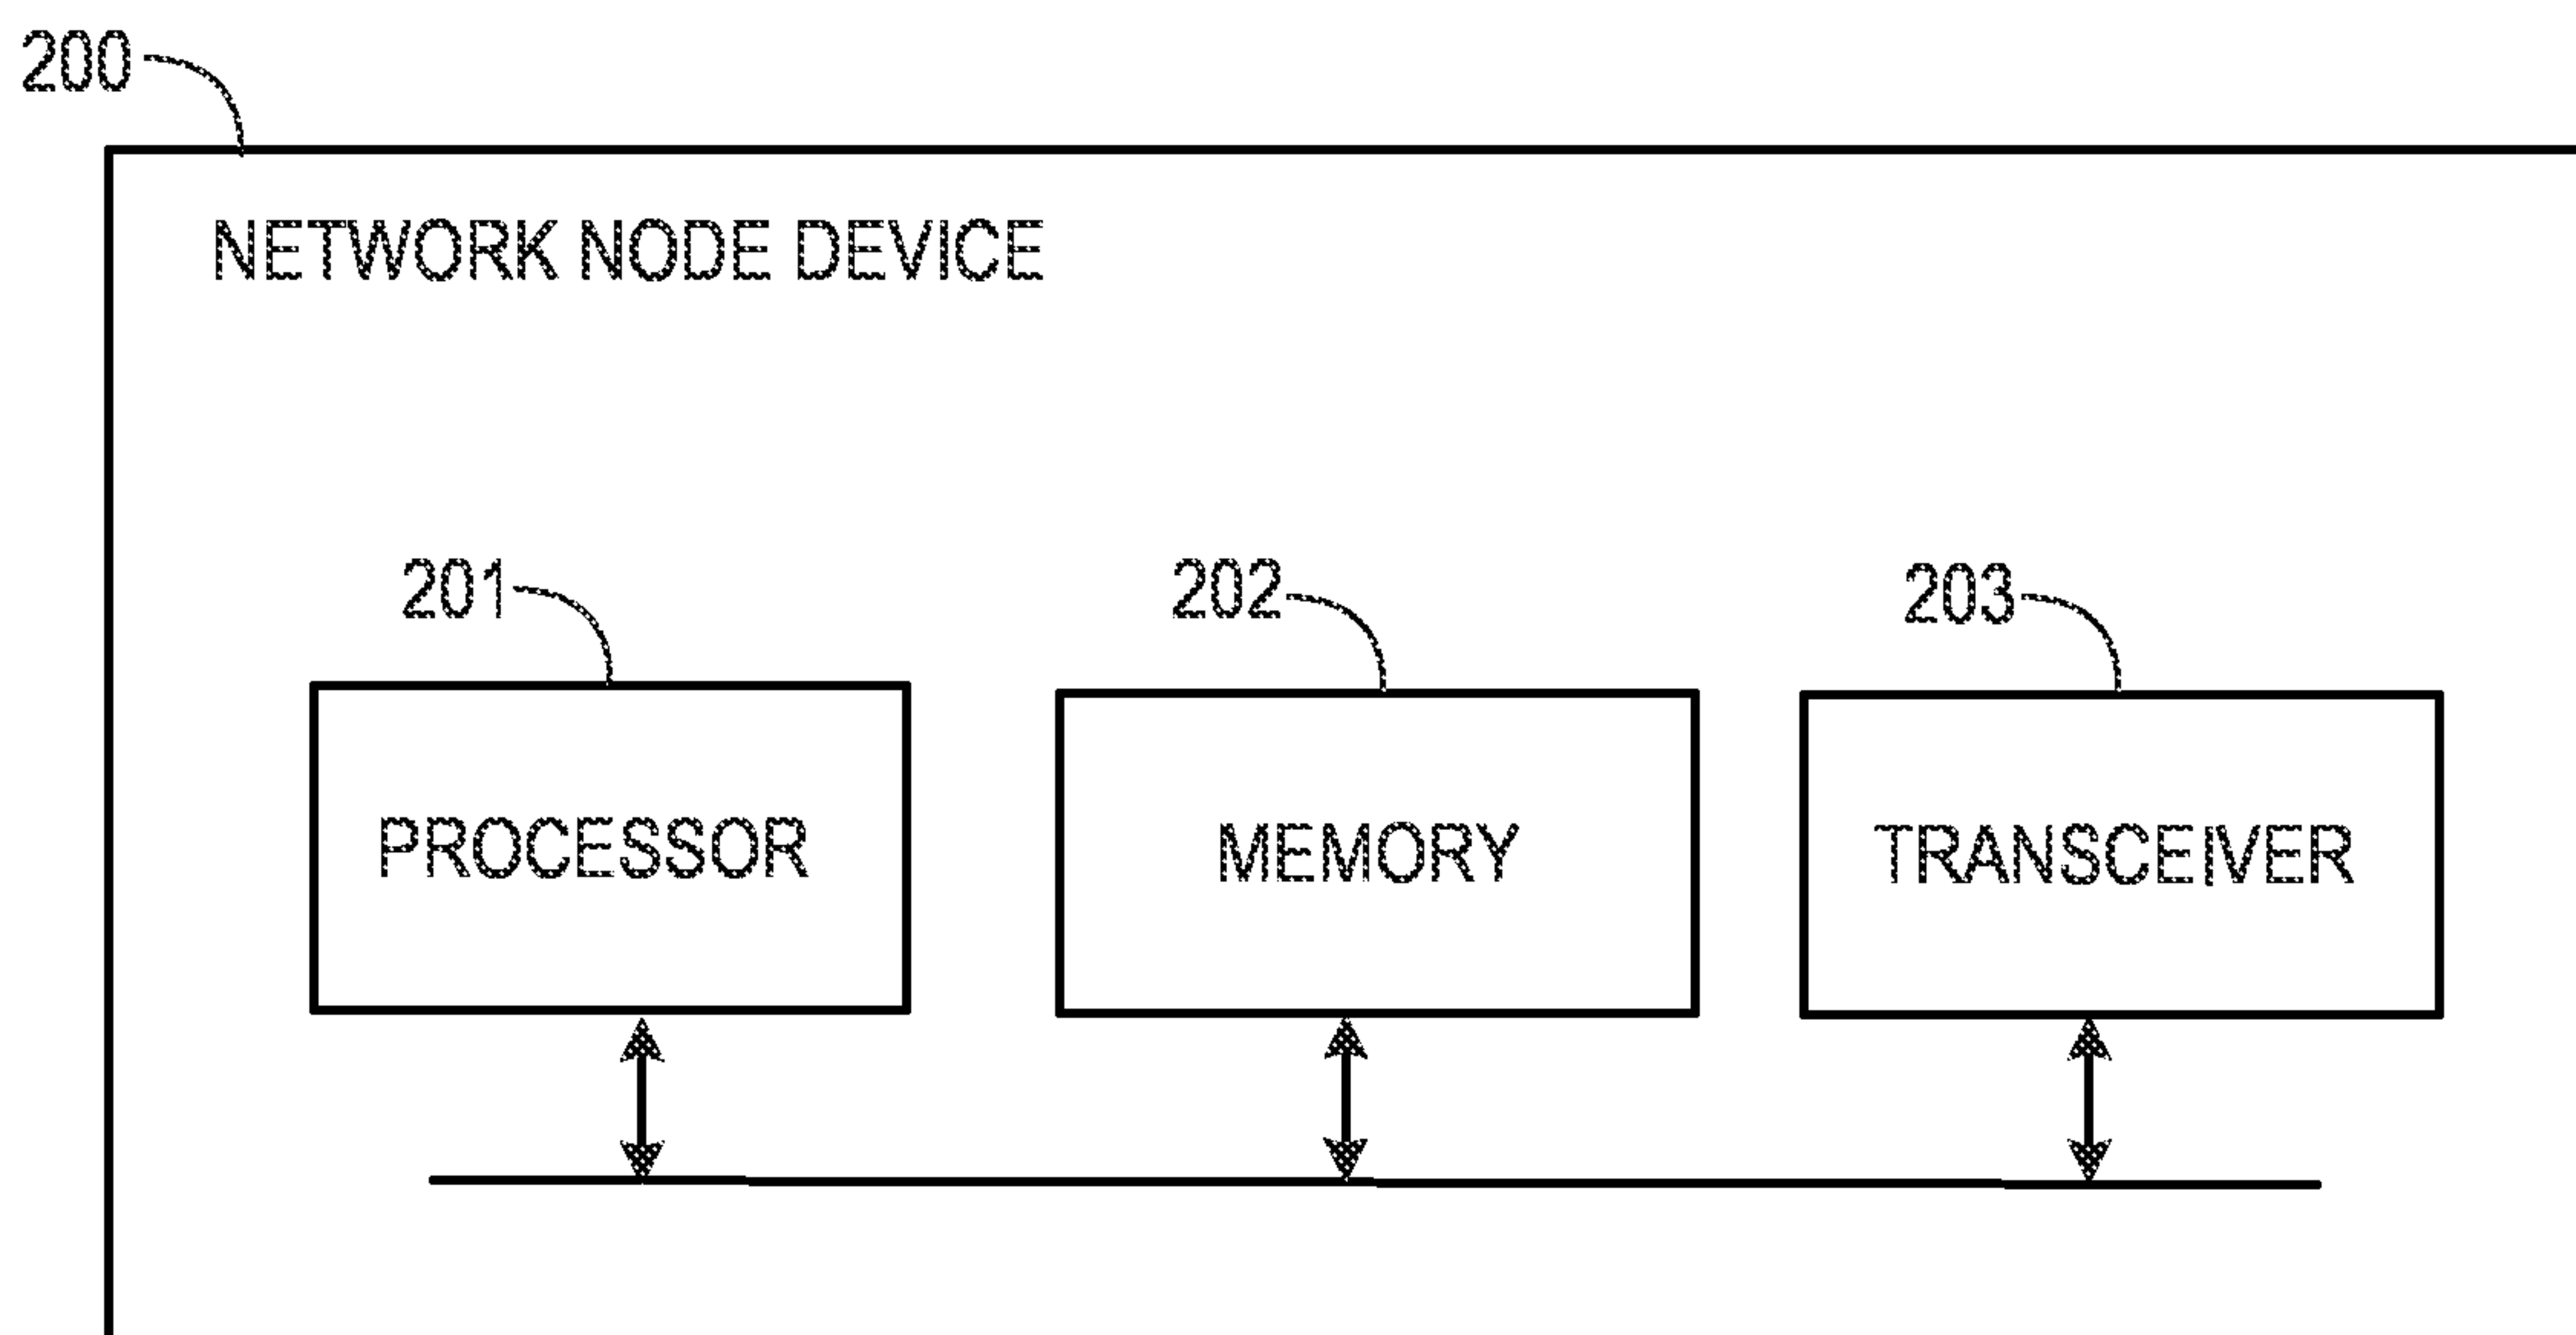 200
NETWORK NODE DEVICE
201
202
203
PROCESSOR
MEMORY
TRANSCEIVER